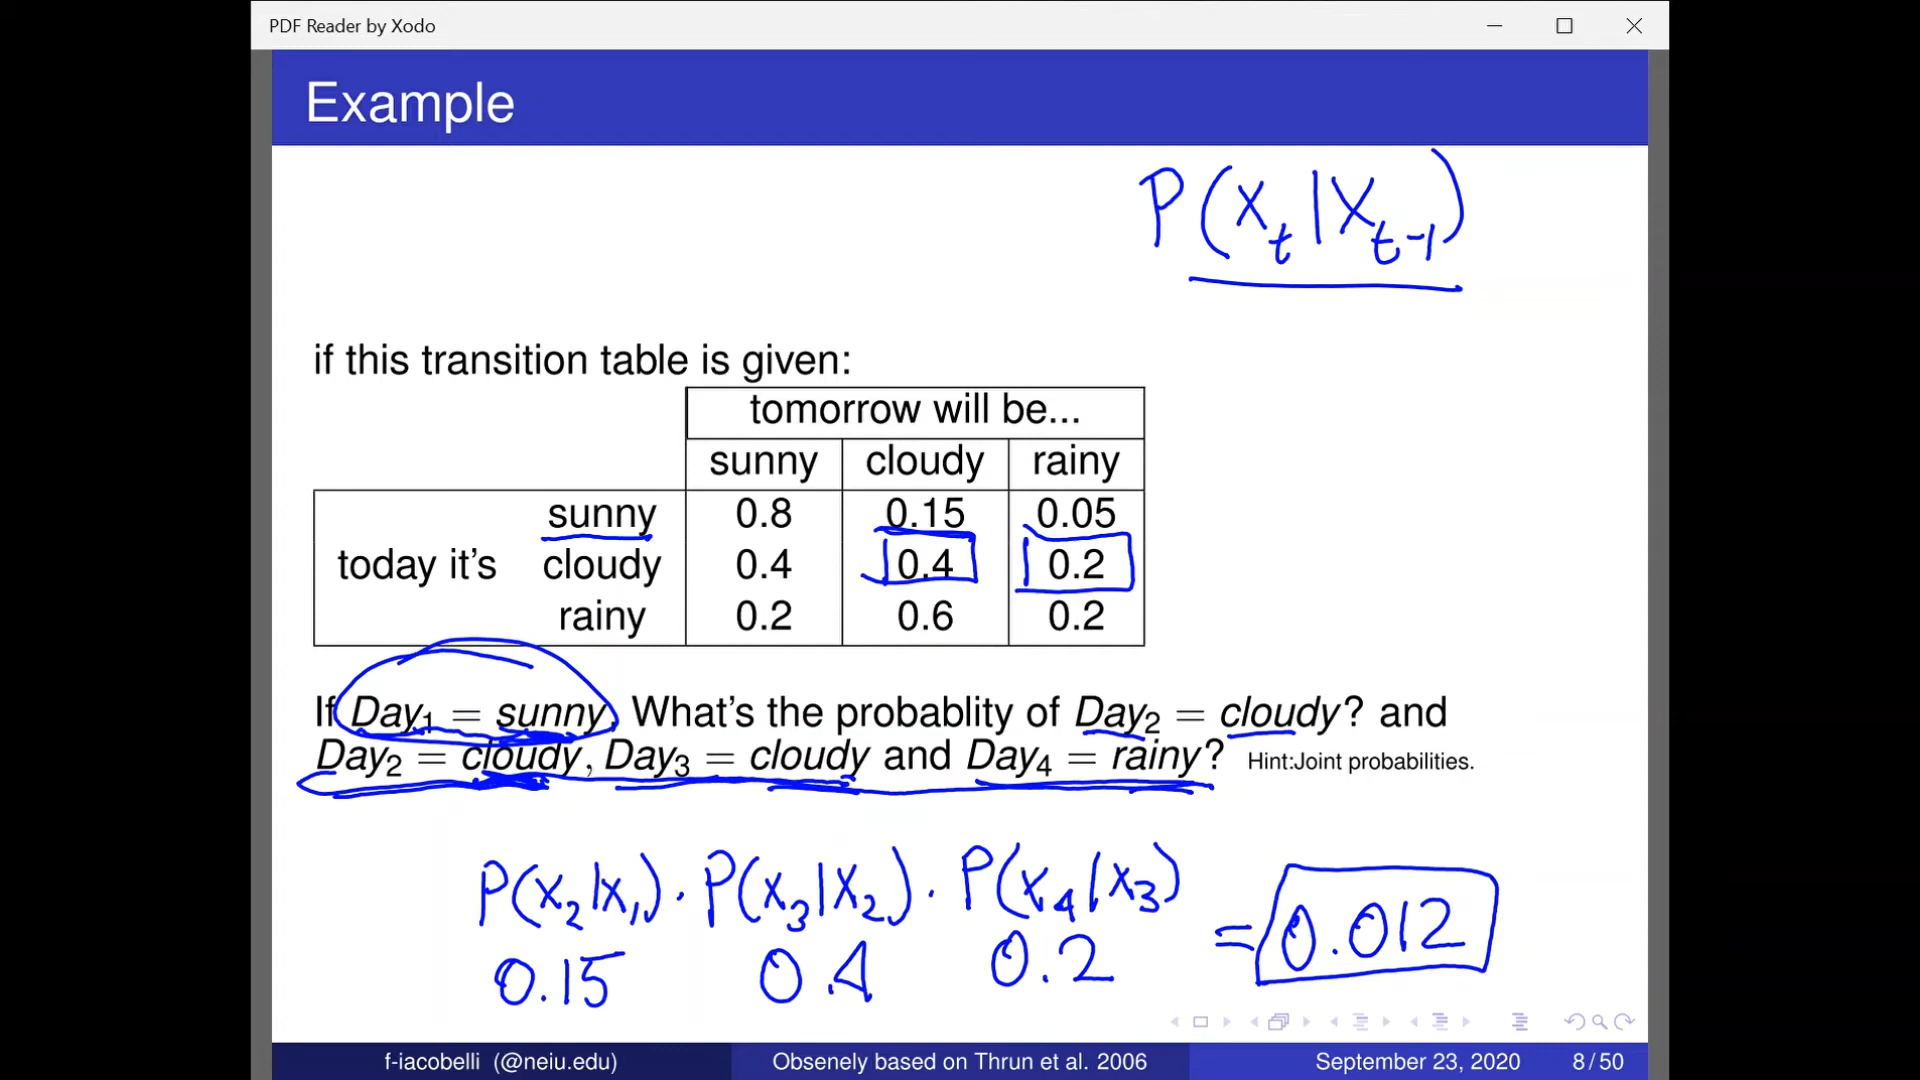 PDF Reader by Xodo
Example
P(x_t|x_{t-1})
if this transition table is given:
tomorrow will be...
sunny cloudy rainy
sunny 0.8 0.15 0.05
today it's cloudy 0.4 0.4 0.2
rainy 0.2 0.6 0.2
If Day₁ = sunny, What's the probablity of Day₂ = cloudy? and
Day₂ = cloudy, Day₃ = cloudy and Day₄ = rainy? Hint:Joint probabilities.
P(x₂|x₁) · P(x₃|x₂) · P(x₄|x₃)
0.15 0.4 0.2 = 0.012
f-iacobelli (@neiu.edu) Obsenely based on Thrun et al. 2006 September 23, 2020 8 / 50